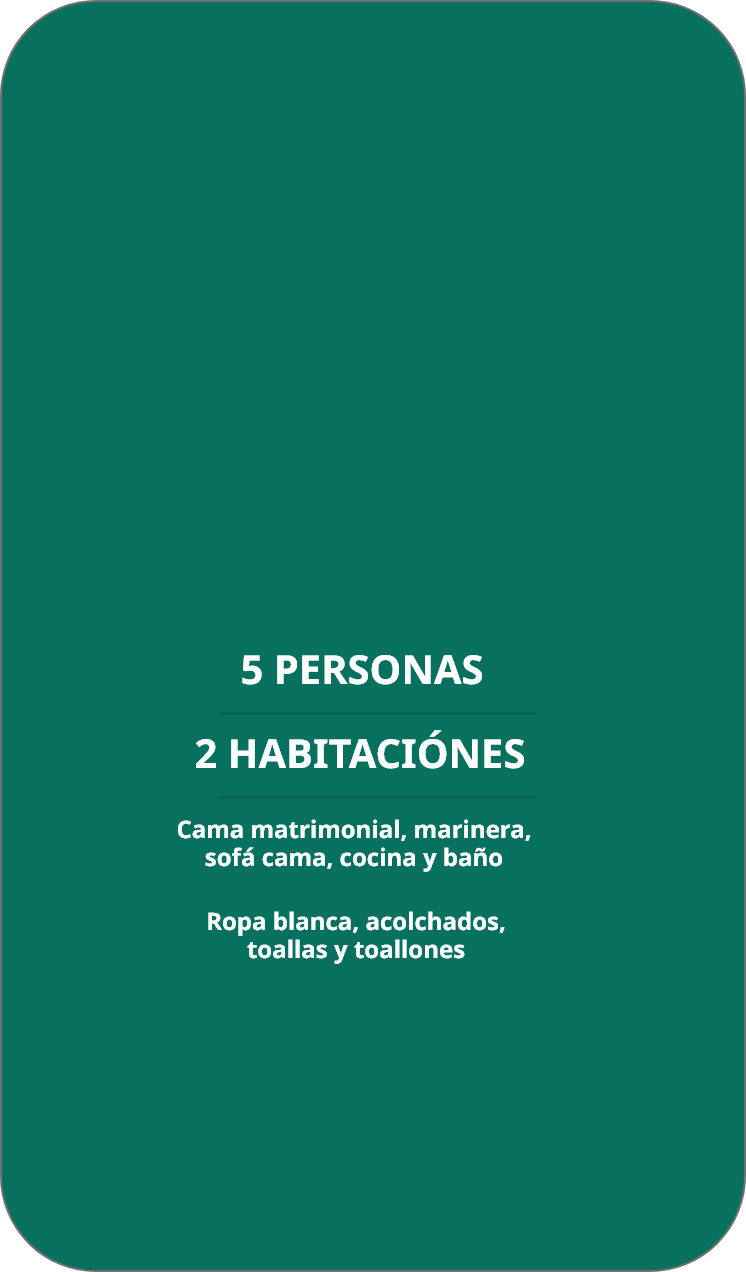 5 PERSONAS
2 HABITACIÓNES
Cama matrimonial, marinera,
sofá cama, cocina y baño
Ropa blanca, acolchados,
toallas y toallones